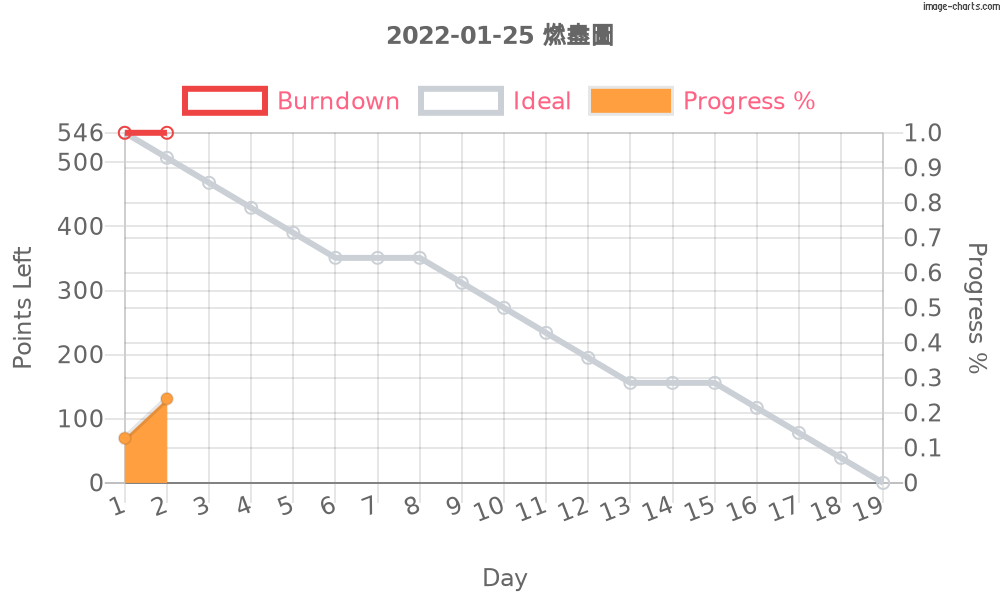 image-charts.com
2022-01-25 燃盡圖
Burndown Ideal Progress %
546 1.0
500 0.9
400 0.8
0.7
300 0.6
0.5
200 0.4
0.3
100 0.2
0.1
0 0
Points Left
Progress %
1 2 3 4 5 6 7 8 9 10 11 12 13 14 15 16 17 18 19
Day